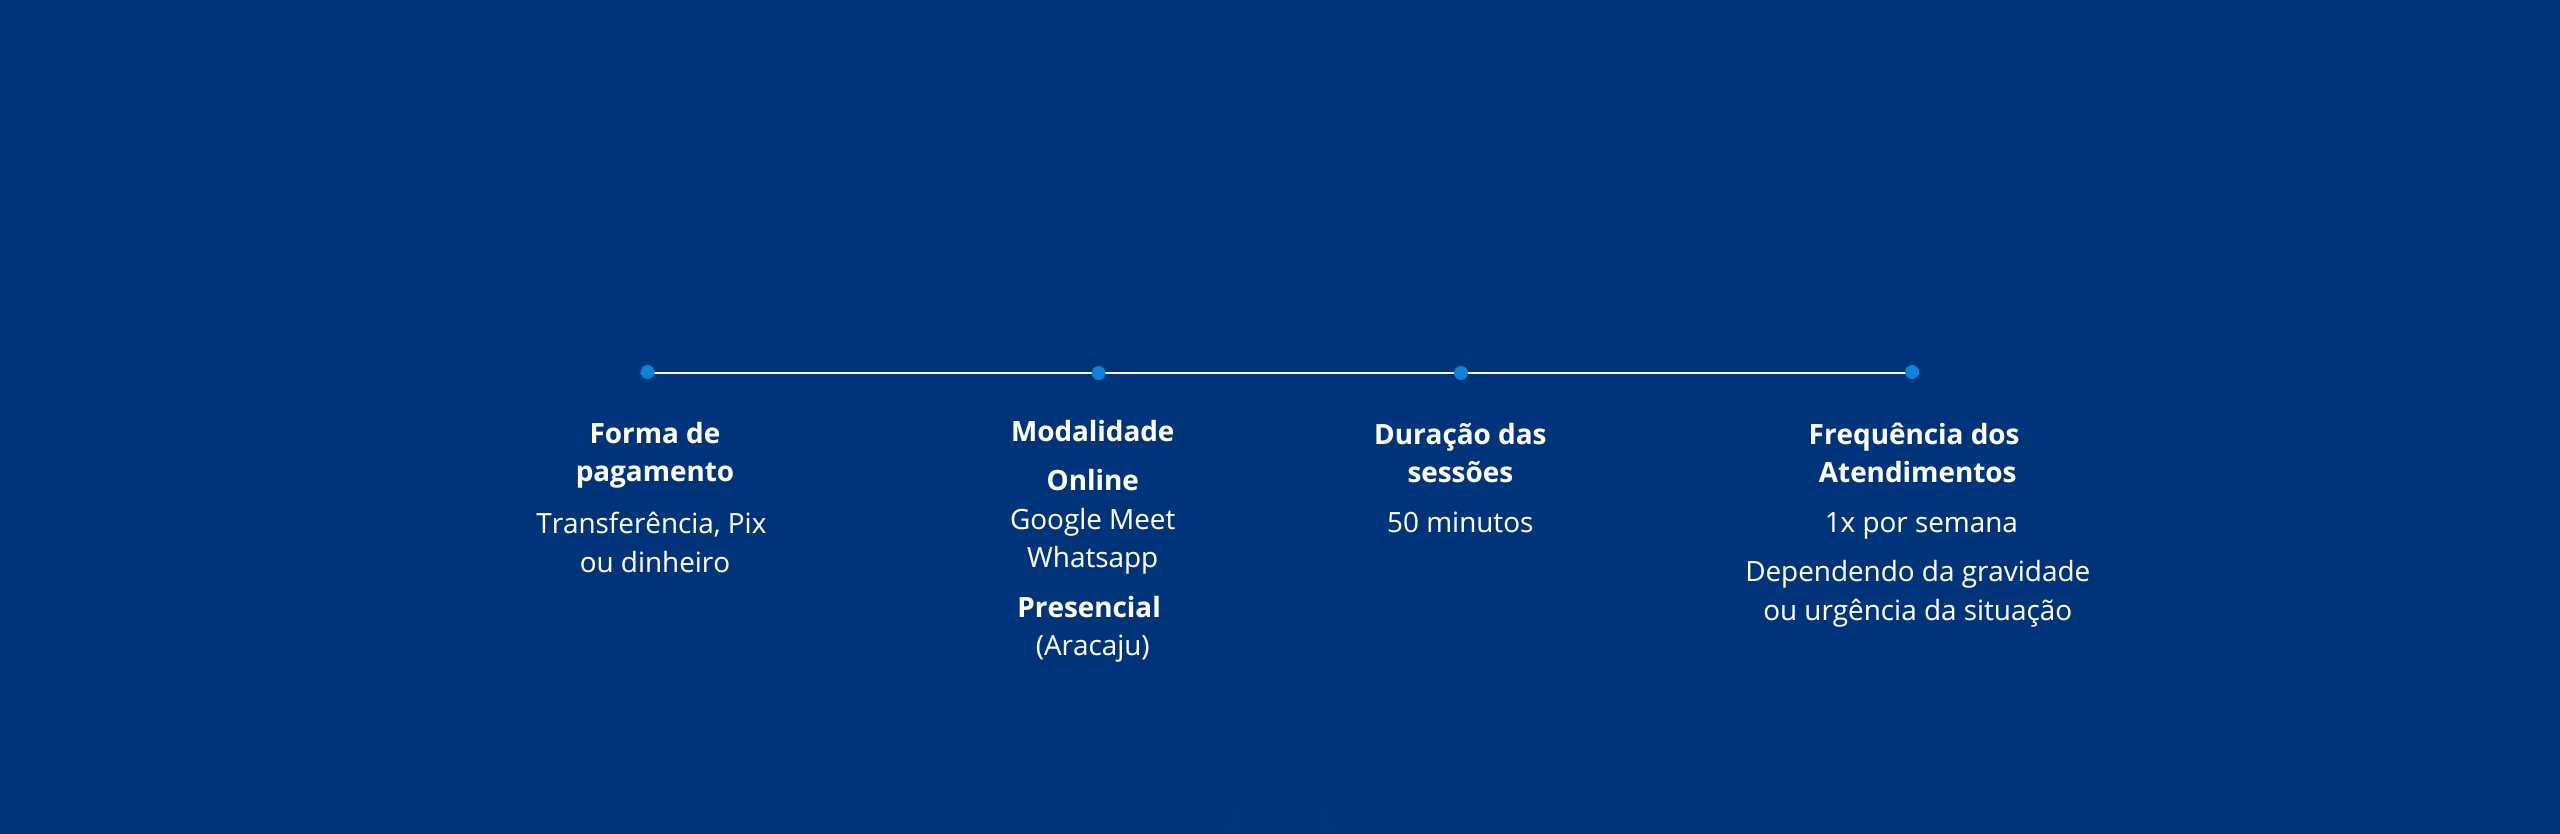 Forma de
pagamento
Transferência, Pix
ou dinheiro
Modalidade
Online
Google Meet
Whatsapp
Presencial
(Aracaju)
Duração das
sessões
50 minutos
Frequência dos
Atendimentos
1x por semana
Dependendo da gravidade
ou urgência da situação